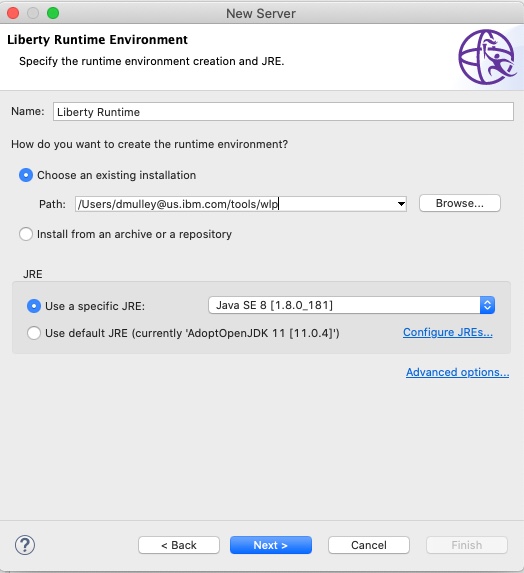 New Server
Liberty Runtime Environment
Specify the runtime environment creation and JRE.
Name: Liberty Runtime
How do you want to create the runtime environment?
Choose an existing installation
Path: /Users/dmulley@us.ibm.com/tools/wlp Browse...
Install from an archive or a repository
JRE
Use a specific JRE: Java SE 8 [1.8.0_181]
Use default JRE (currently 'AdoptOpenJDK 11 [11.0.4]') Configure JREs...
Advanced options...
? < Back Next > Cancel Finish